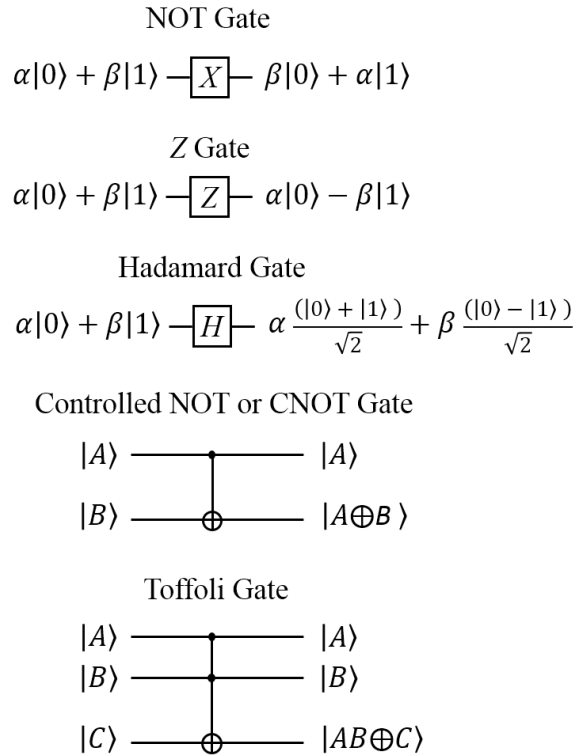 NOT Gate
α|0⟩ + β|1⟩ X β|0⟩ + α|1⟩
Z Gate
α|0⟩ + β|1⟩ Z α|0⟩ − β|1⟩
Hadamard Gate
α|0⟩ + β|1⟩ H α (|0⟩ + |1⟩)/√2 + β (|0⟩ − |1⟩)/√2
Controlled NOT or CNOT Gate
|A⟩ |A⟩
|B⟩ |A⊕B⟩
Toffoli Gate
|A⟩ |A⟩
|B⟩ |B⟩
|C⟩ |AB⊕C⟩